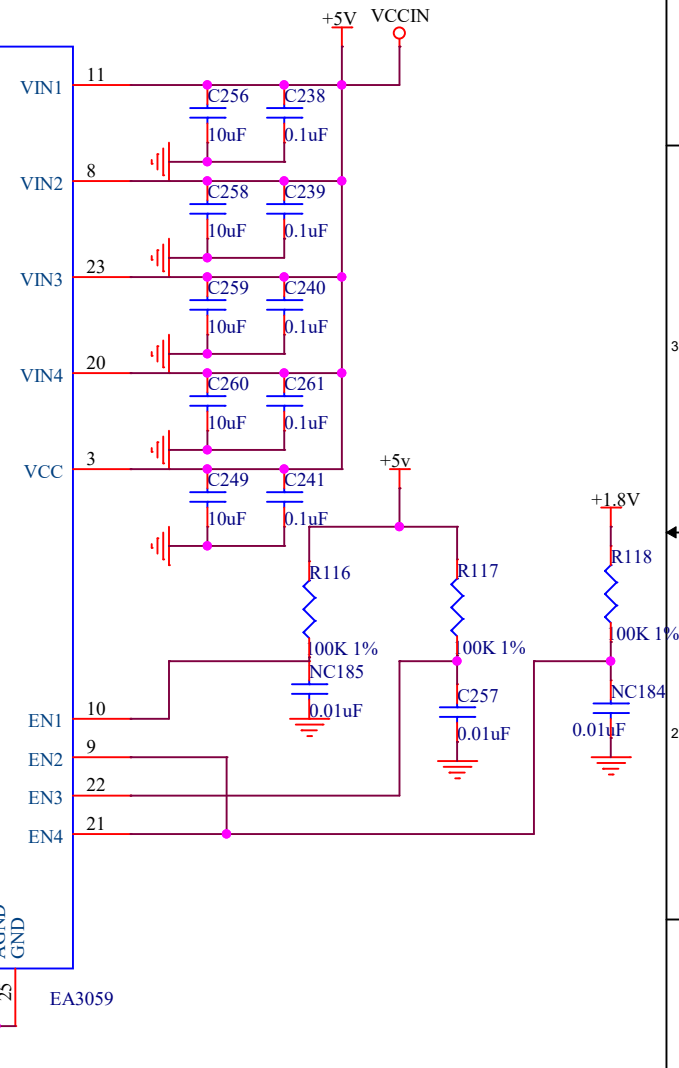 +5V VCCIN
VIN1 11
C256 C238
10uF 0.1uF
VIN2 8
C258 C239
10uF 0.1uF
VIN3 23
C259 C240
10uF 0.1uF
3
VIN4 20
C260 C261
10uF 0.1uF
VCC 3
+5v
C249 C241
10uF 0.1uF
+1.8V
R116 R117 R118
00K 1% 00K 1% 00K 1%
NC185 C257 NC184
0.01uF 0.01uF 0.01uF
EN1 10
2
EN2 9
EN3 22
EN4 21
AGND
GND
25
EA3059